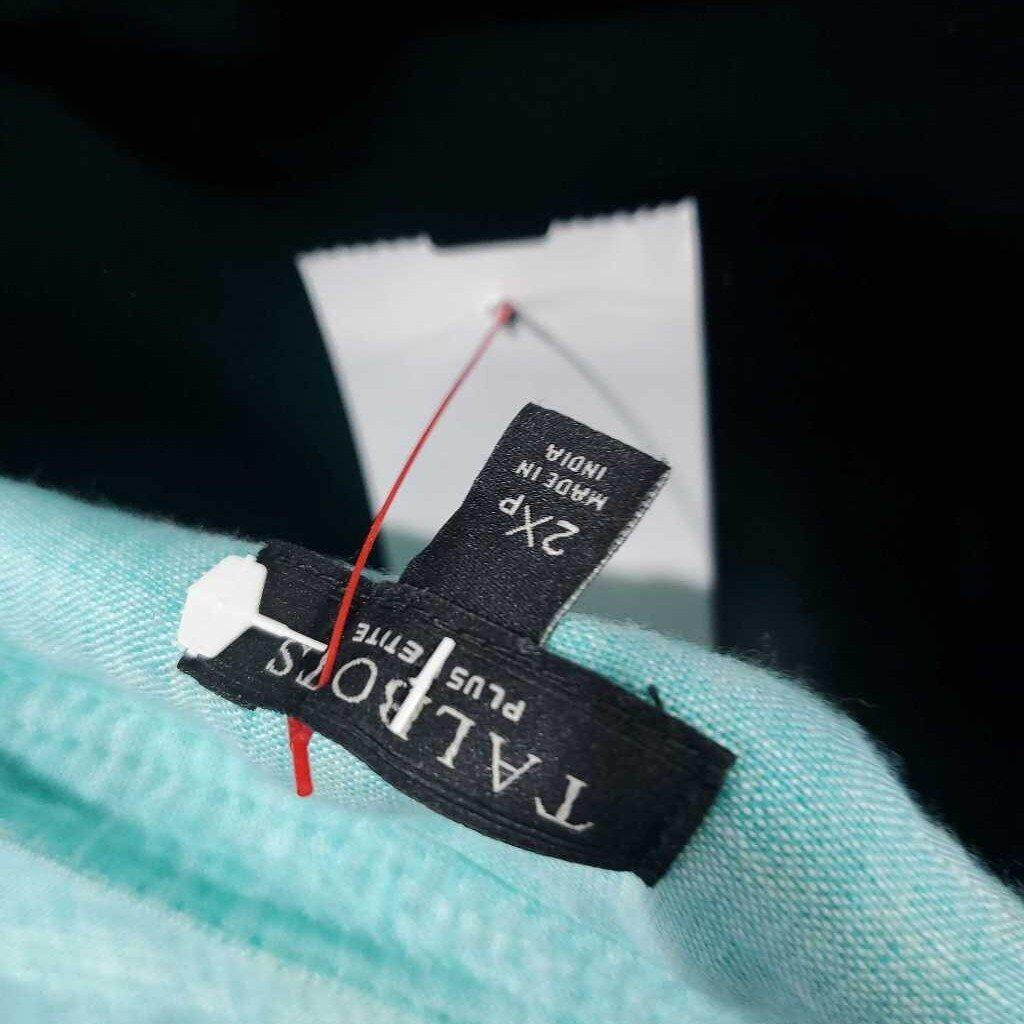 TALBOTS
PLUS PETITE
2XP
MADE IN
INDIA